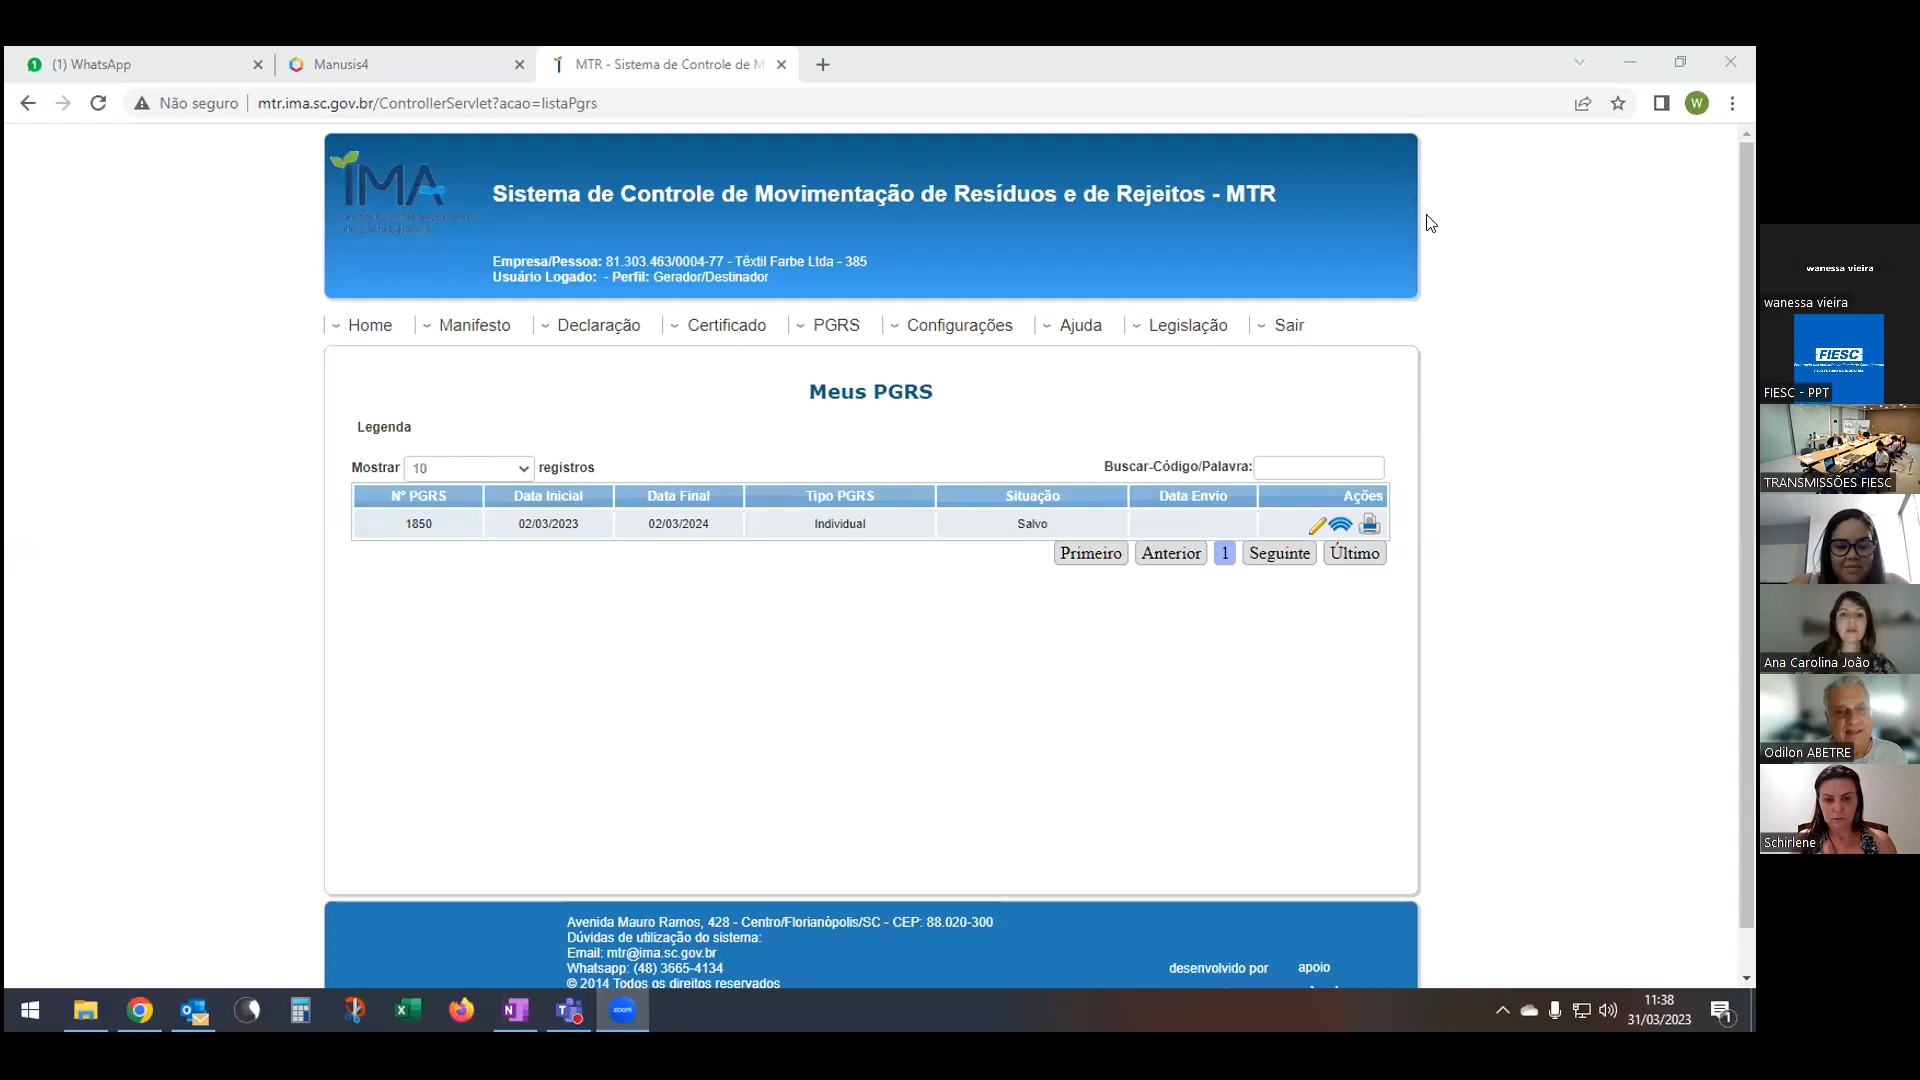 (1) WhatsApp
Manusis4
MTR - Sistema de Controle de M
Não seguro
mtr.ima.sc.gov.br/ControllerServlet?acao=listaPgrs
W
IMA
Sistema de Controle de Movimentação de Resíduos e de Rejeitos - MTR
Empresa/Pessoa: 81.303.463/0004-77 - Têxtil Farbe Ltda - 385
Usuário Logado: - Perfil: Gerador/Destinador
Home Manifesto Declaração Certificado PGRS Configurações Ajuda Legislação Sair
Meus PGRS
Legenda
Mostrar 10 registros
Buscar-Código/Palavra:
Nº PGRS Data Inicial Data Final Tipo PGRS Situação Data Envio Ações
1850 02/03/2023 02/03/2024 Individual Salvo
Primeiro Anterior 1 Seguinte Último
Avenida Mauro Ramos, 428 - Centro/Florianópolis/SC - CEP: 88.020-300
Dúvidas de utilização do sistema:
Email: mtr@ima.sc.gov.br
Whatsapp: (48) 3665-4134
© 2014 Todos os direitos reservados
desenvolvido por
apoio
zoom
11:38
31/03/2023
1
wanessa vieira
wanessa vieira
FIESC
FIESC - PPT
TRANSMISSÕES FIESC
Ana Carolina João
Odilon ABETRE
Schirlene